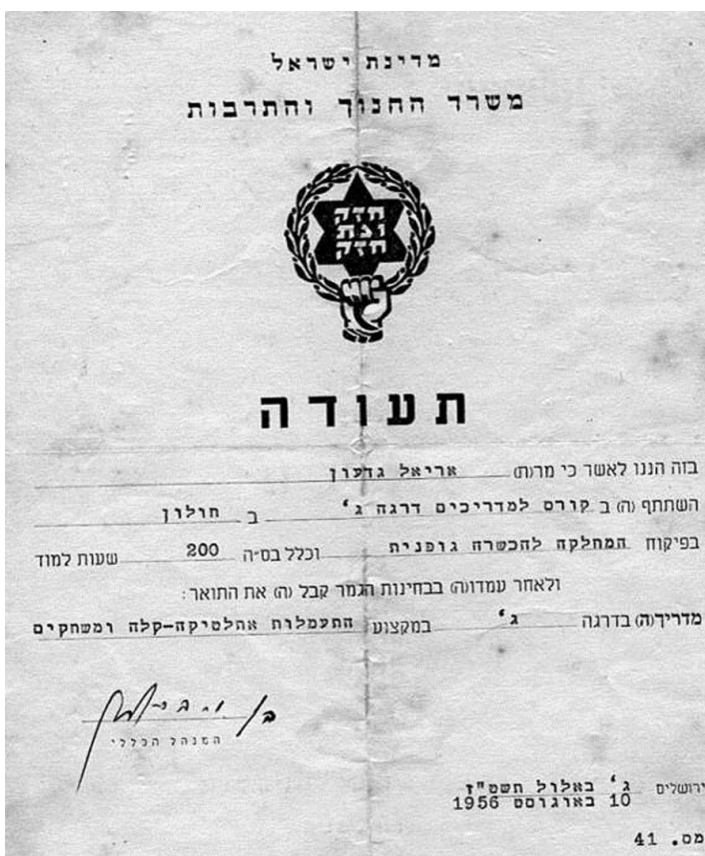 מדינת ישראל
משרד החנוך והתרבות
חזק
ונת
חזק
תעודה
בזה הננו לאשר כי מר(ת) אריאל גדעון
השתתף (ה) ב קורס למדריכים דרגה ג' ב חולון
בפיקוח המחלקה להכשרה גופנית וכלל בס״ה 200 שעות למוד
ולאחר עמדו(ה) בבחינות הגמר קבל (ה) את התואר:
מדריך(ה) בדרגה ג' במקצוע התעמלות אתלטיקה-קלה ומשחקים
המנהל הכללי
ירושלים ג' באלול תשט"ז
10 באוגוסט 1956
מס. 41